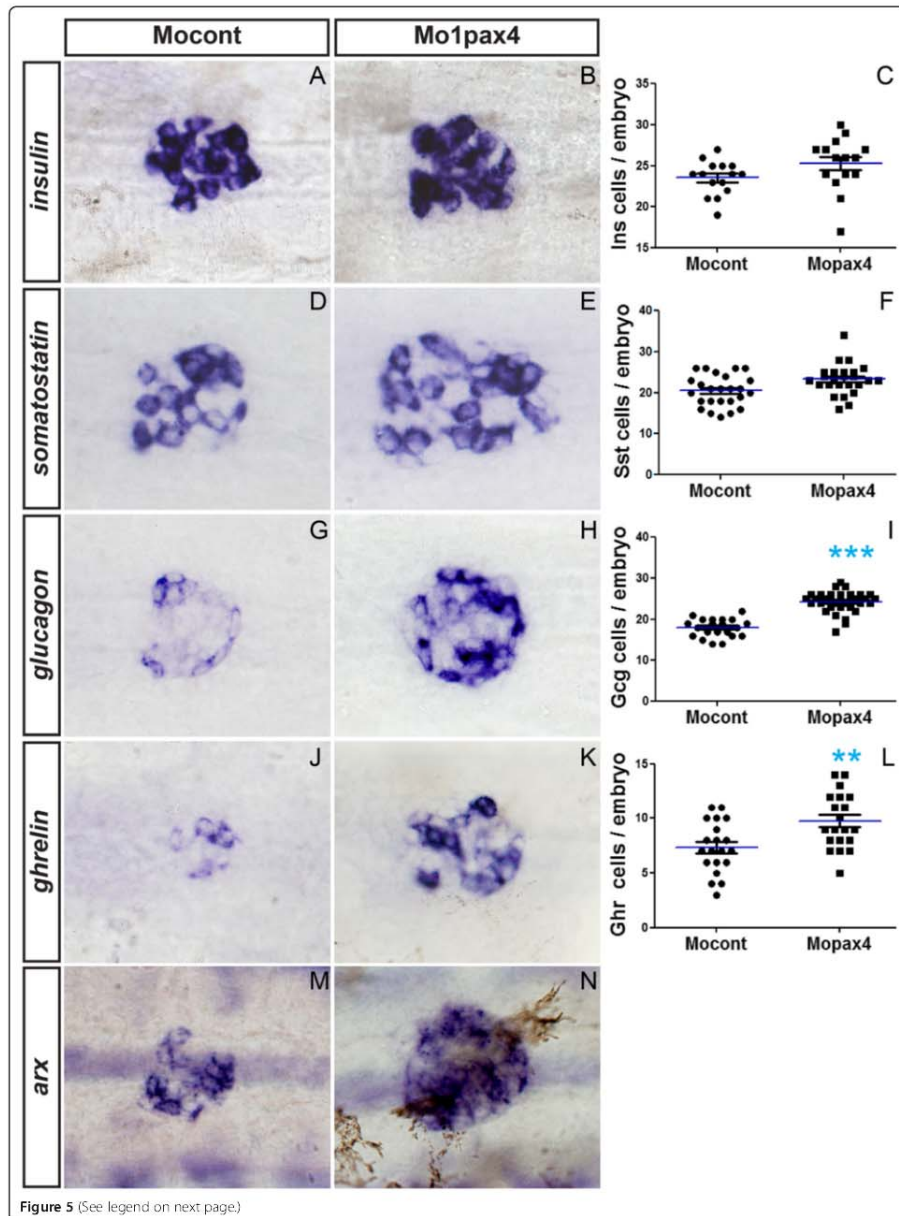 Mocont
Mo1pax4
insulin
A
B
C
Ins cells / embryo
35
30
25
20
15
Mocont
Mopax4
somatostatin
D
E
F
Sst cells / embryo
40
30
20
10
0
Mocont
Mopax4
glucagon
G
H
I
Gcg cells / embryo
40
30
20
10
0
***
Mocont
Mopax4
ghrelin
J
K
L
Ghr cells / embryo
15
10
5
0
**
Mocont
Mopax4
arx
M
N
Figure 5 (See legend on next page.)